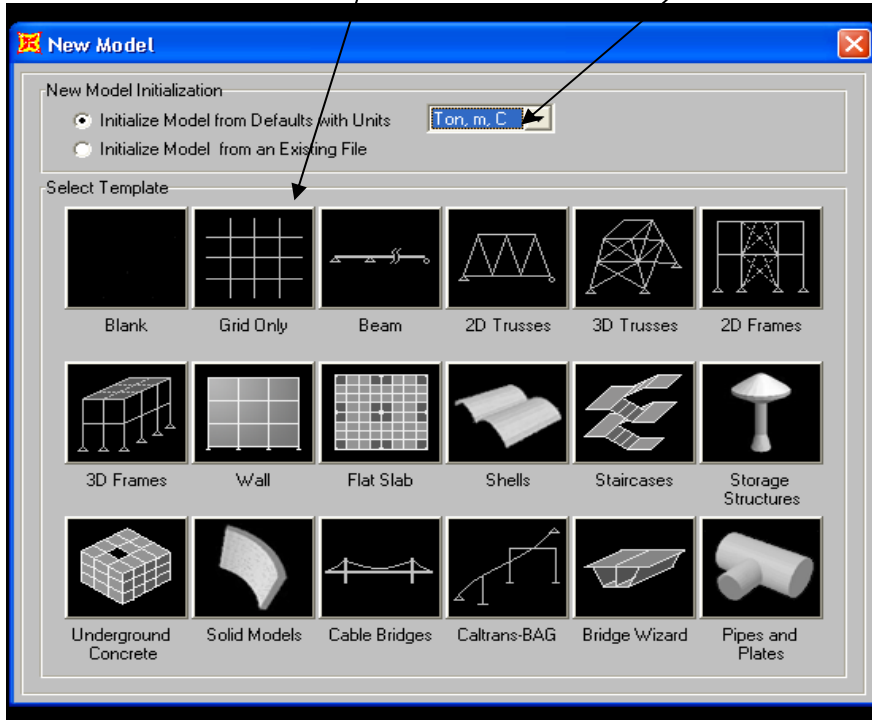 New Model
New Model Initialization
Initialize Model from Defaults with Units Ton, m, C
Initialize Model from an Existing File
Select Template
Blank Grid Only Beam 2D Trusses 3D Trusses 2D Frames
3D Frames Wall Flat Slab Shells Staircases Storage
Structures
Underground Solid Models Cable Bridges Caltrans-BAG Bridge Wizard Pipes and
Concrete Plates